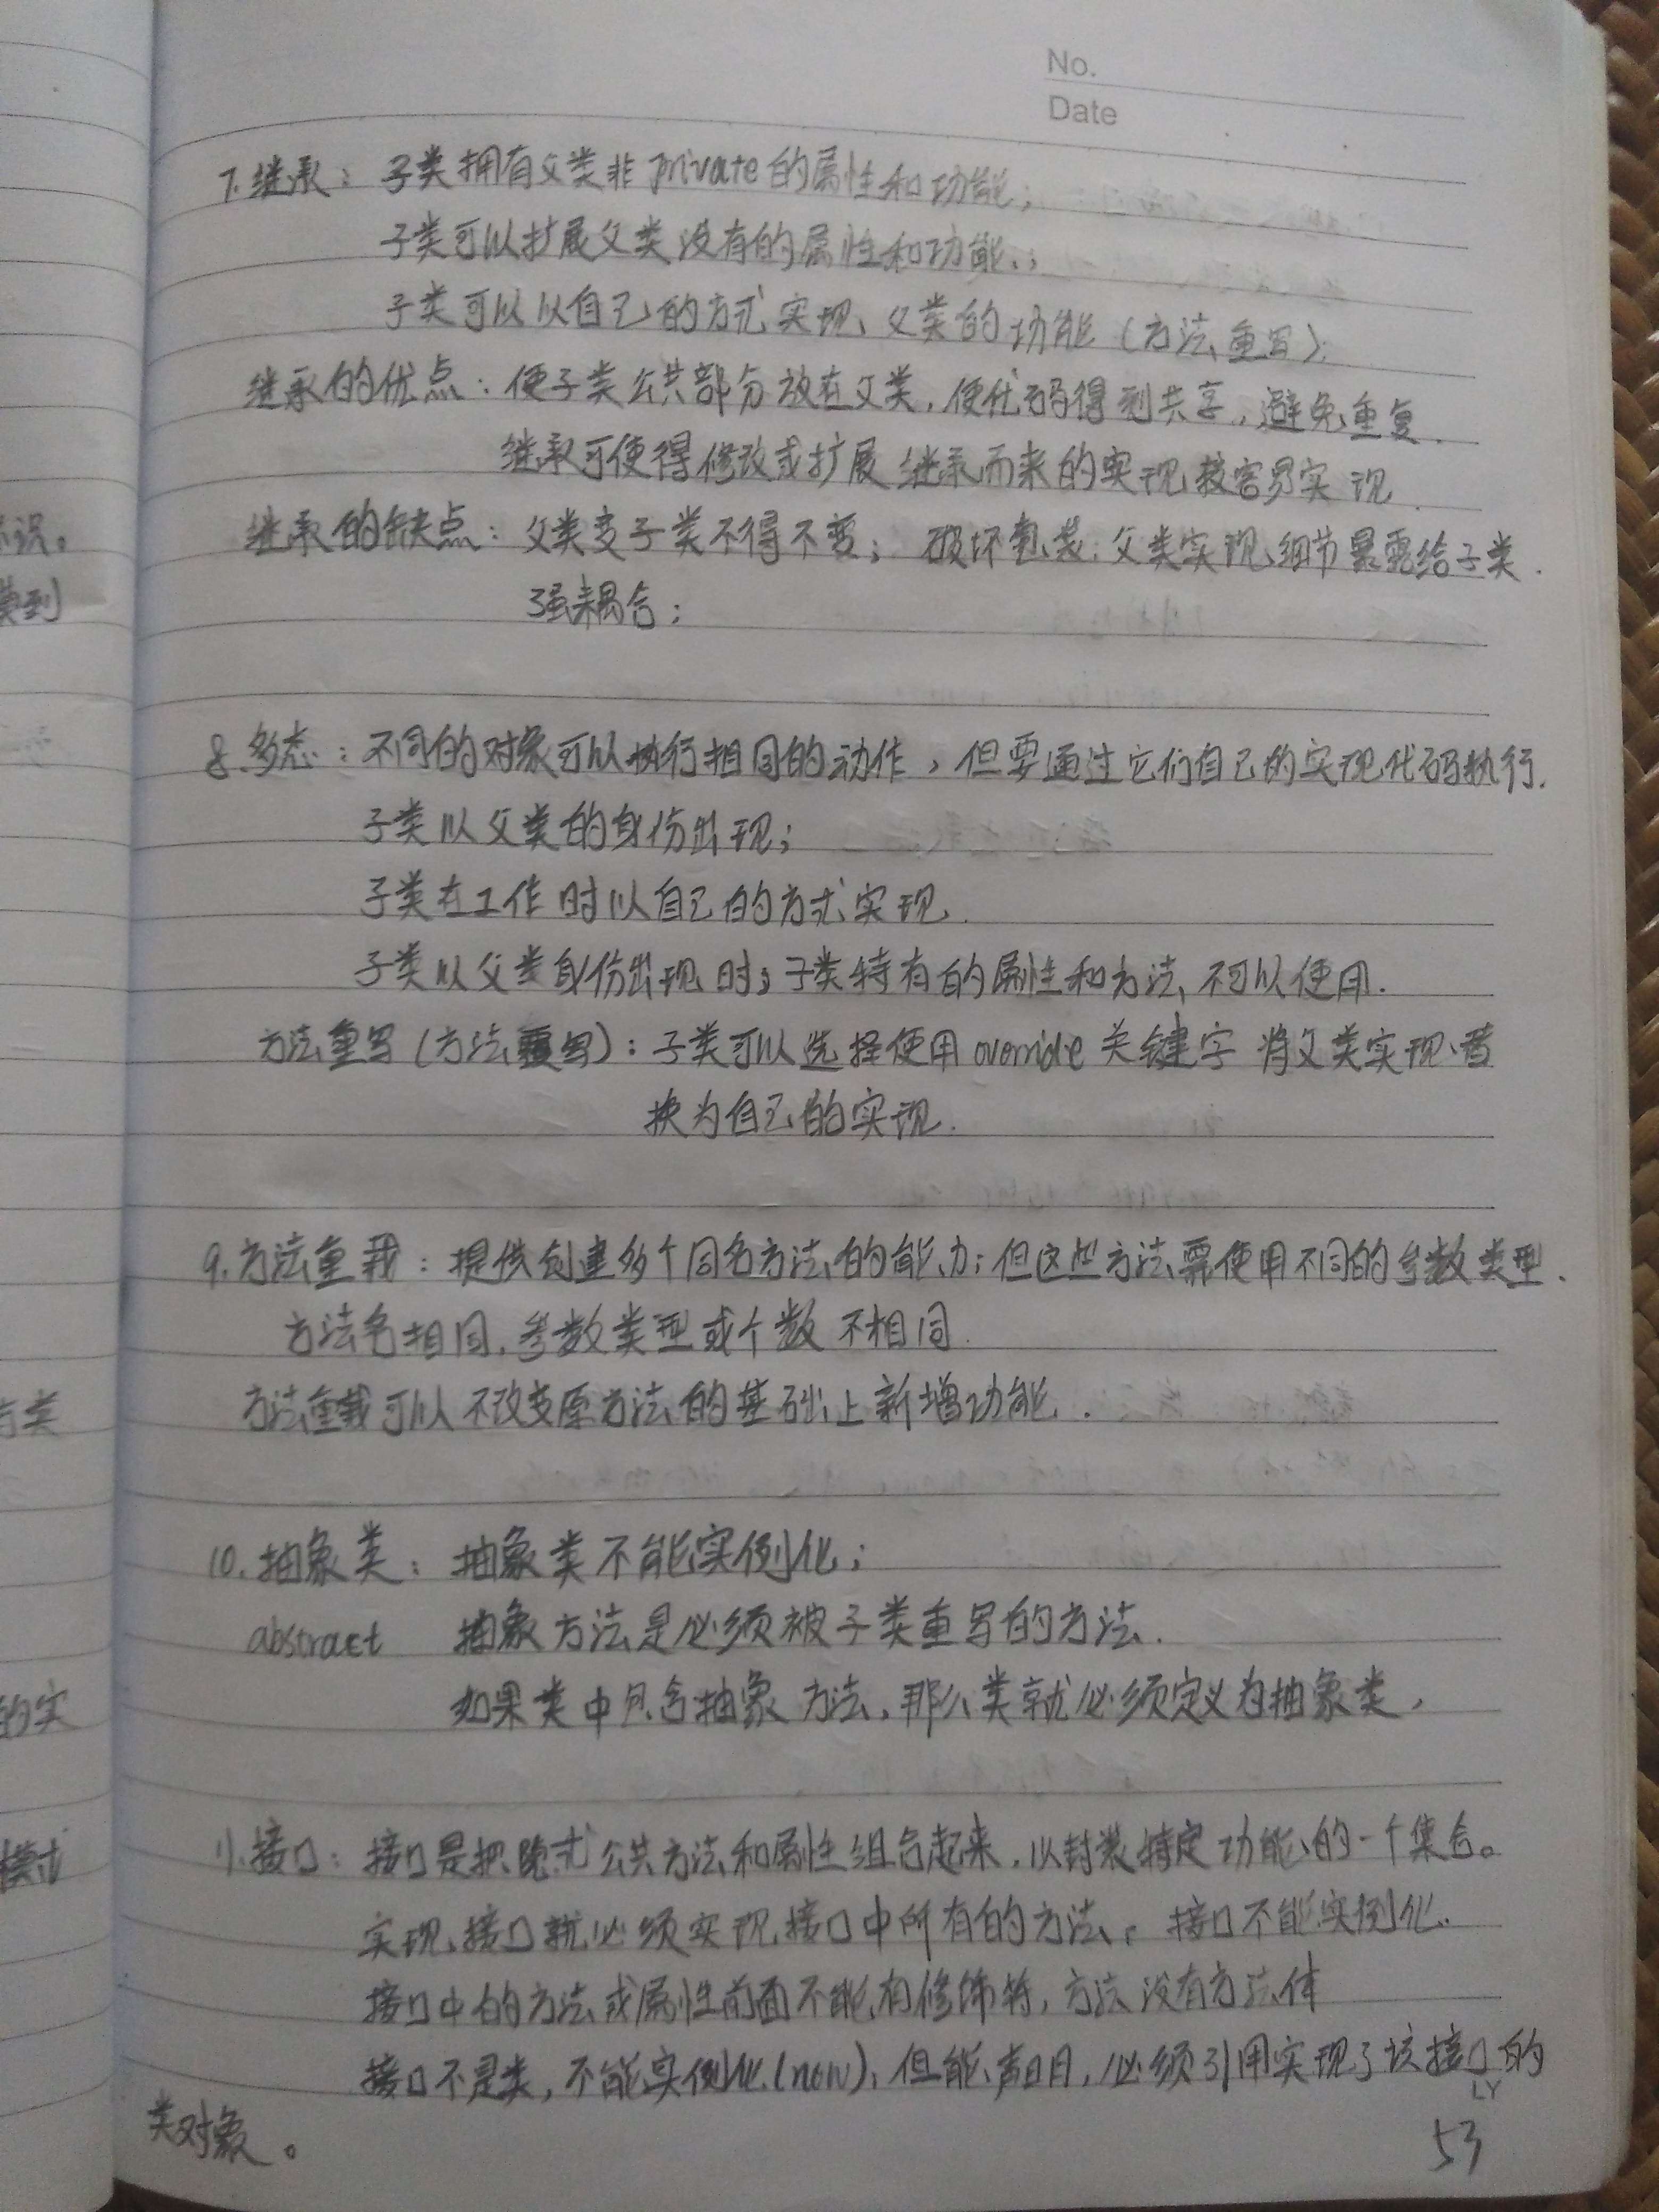 No.
Date
7.继承：子类拥有父类非private的属性和功能；
子类可以扩展父类没有的属性和功能；
子类可以以自己的方式实现父类的功能（方法重写）；
继承的优点：使子类公共部分放在父类，使代码得到共享，避免重复.
继承可使得修改或扩展继承而来的实现较容易实现.
继承的缺点：父类变子类不得不变；破坏包装：父类实现细节暴露给子类.
强耦合；
8.多态：不同的对象可以执行相同的动作，但要通过它们自己的实现代码执行.
子类以父类的身份出现；
子类在工作时以自己的方式实现.
子类以父类身份出现时，子类特有的属性和方法不可以使用.
方法重写（方法覆写）：子类可以选择使用override关键字 将父类实现替
换为自己的实现.
9.方法重载：提供创建多个同名方法的能力；但这些方法需使用不同的参数类型.
方法名相同，参数类型或个数不相同.
方法重载可以不改变原方法的基础上新增功能.
10.抽象类：抽象类不能实例化；
abstract 抽象方法是必须被子类重写的方法.
如果类中包含抽象方法，那么类就必须定义为抽象类，
11.接口：接口是把隐式公共方法和属性组合起来，以封装特定功能的一个集合。
实现接口就必须实现接口中所有的方法；接口不能实例化.
接口中的方法或属性前面不能有修饰符，方法没有方法体
接口不是类，不能实例化(new)，但能声明，必须引用实现了该接口的
类对象。
LY
53
识。
类到
有类
的实
模式